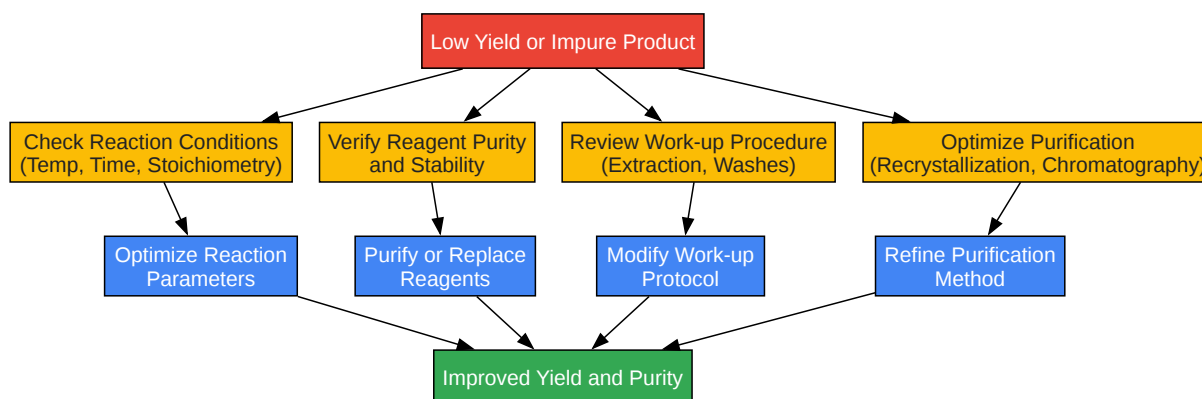 Low Yield or Impure Product
Check Reaction Conditions
(Temp, Time, Stoichiometry)
Verify Reagent Purity
and Stability
Review Work-up Procedure
(Extraction, Washes)
Optimize Purification
(Recrystallization, Chromatography)
Optimize Reaction
Parameters
Purify or Replace
Reagents
Modify Work-up
Protocol
Refine Purification
Method
Improved Yield and Purity